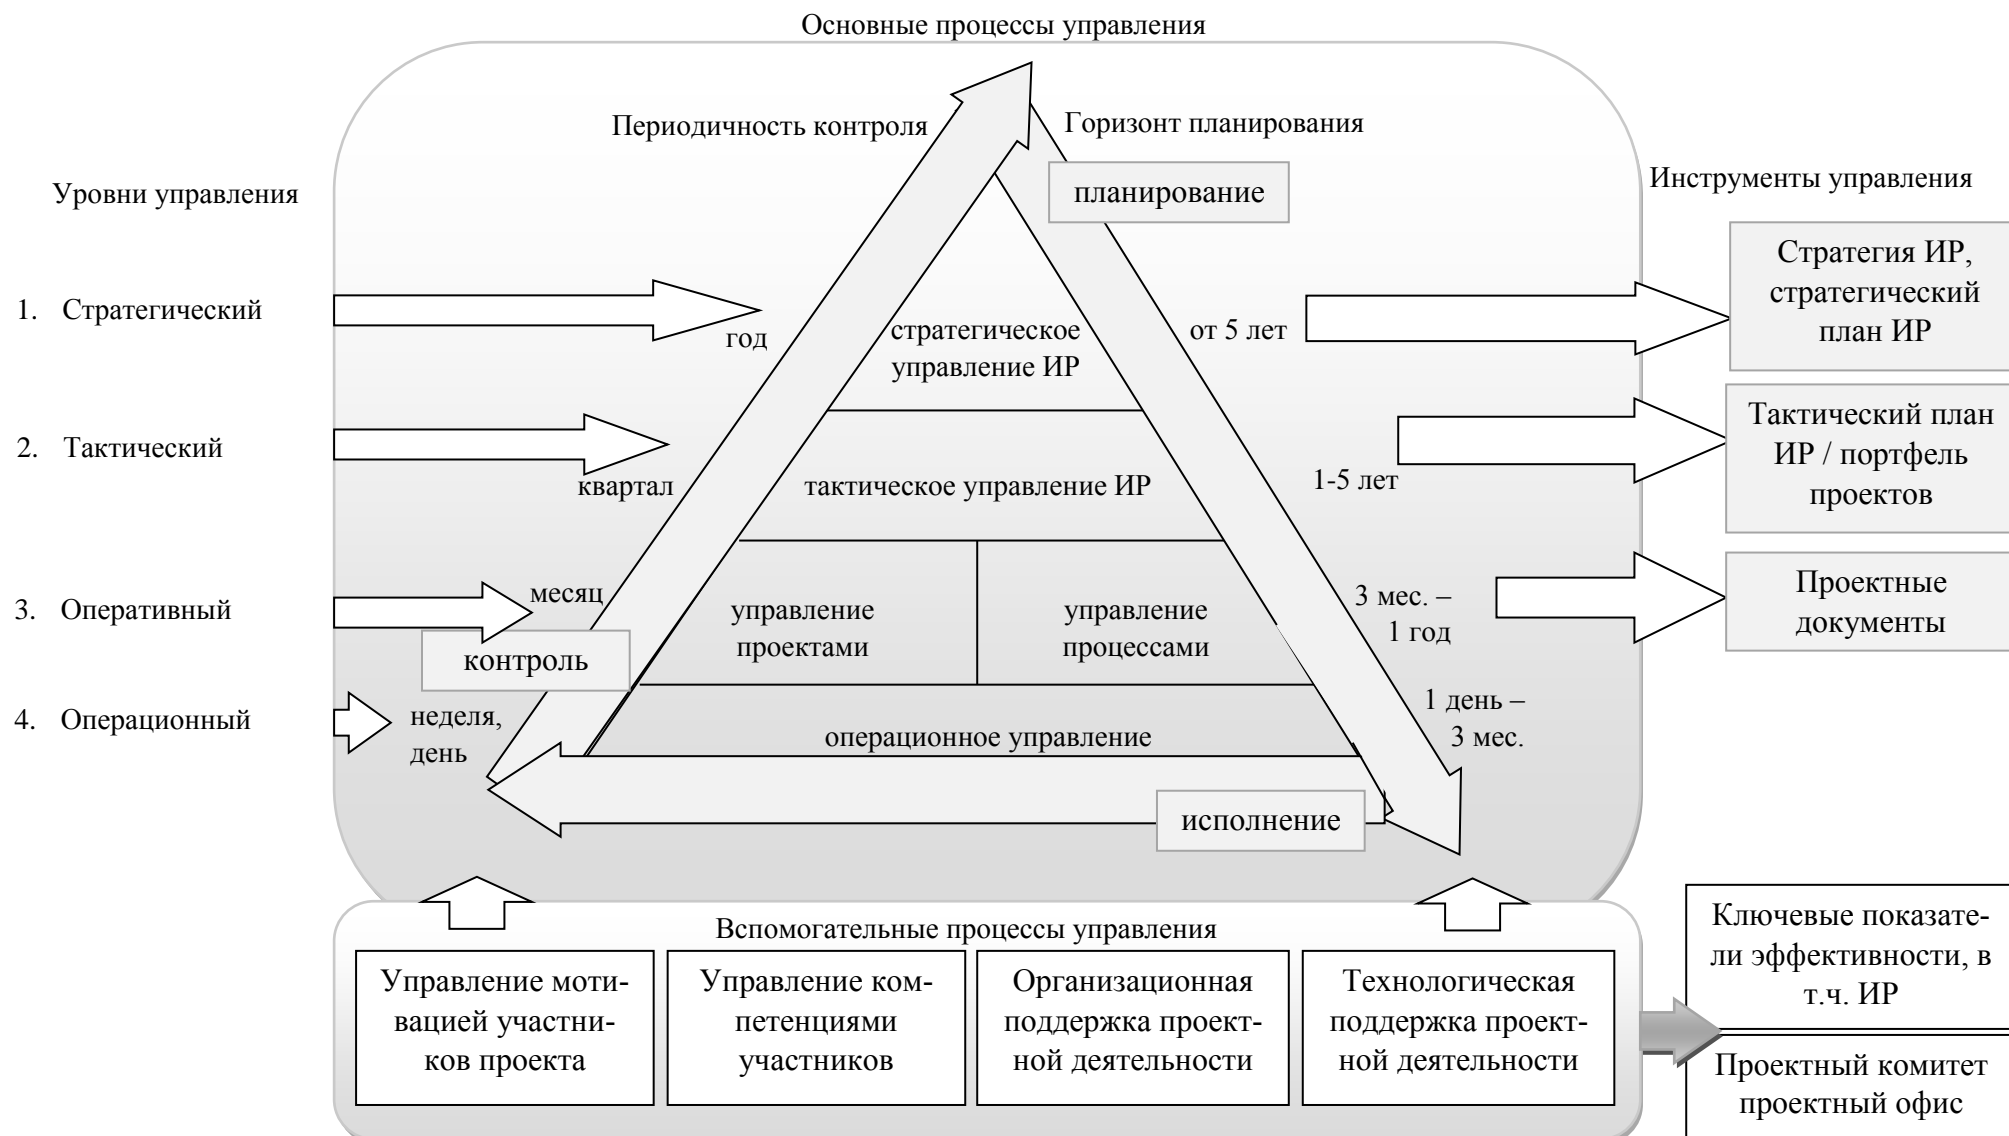 Основные процессы управления
Периодичность контроля
Горизонт планирования
Уровни управления
планирование
Инструменты управления
1. Стратегический
год
стратегическое
управление ИР
от 5 лет
Стратегия ИР,
стратегический
план ИР
2. Тактический
квартал
тактическое управление ИР
1-5 лет
Тактический план
ИР / портфель
проектов
3. Оперативный
месяц
контроль
управление
проектами
управление
процессами
3 мес. –
1 год
Проектные
документы
4. Операционный
неделя,
день
операционное управление
1 день –
3 мес.
исполнение
Вспомогательные процессы управления
Управление моти-
вацией участни-
ков проекта
Управление ком-
петенциями
участников
Организационная
поддержка проект-
ной деятельности
Технологическая
поддержка проект-
ной деятельности
Ключевые показате-
ли эффективности, в
т.ч. ИР
Проектный комитет
проектный офис